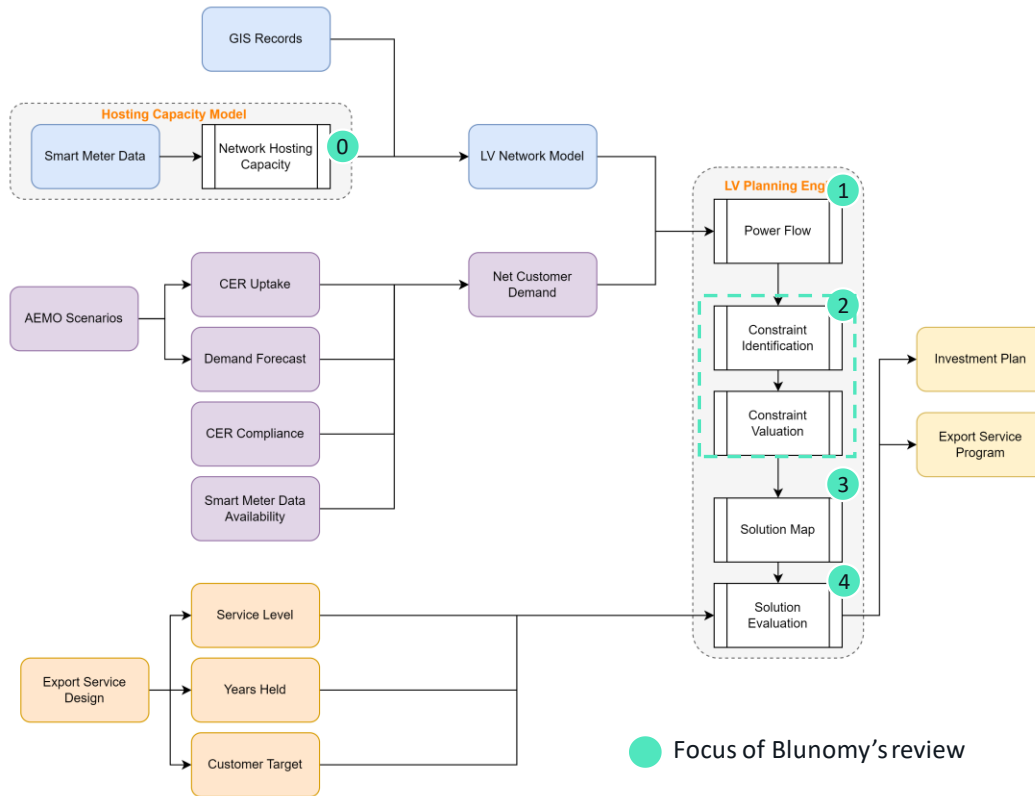 GIS Records
Hosting Capacity Model
Smart Meter Data
Network Hosting
Capacity
0
LV Network Model
LV Planning Engi
1
Power Flow
AEMO Scenarios
CER Uptake
Demand Forecast
CER Compliance
Smart Meter Data
Availability
Net Customer
Demand
2
Constraint
Identification
Constraint
Valuation
3
Solution Map
4
Solution
Evaluation
Investment Plan
Export Service
Program
Export Service
Design
Service Level
Years Held
Customer Target
Focus of Blunomy's review